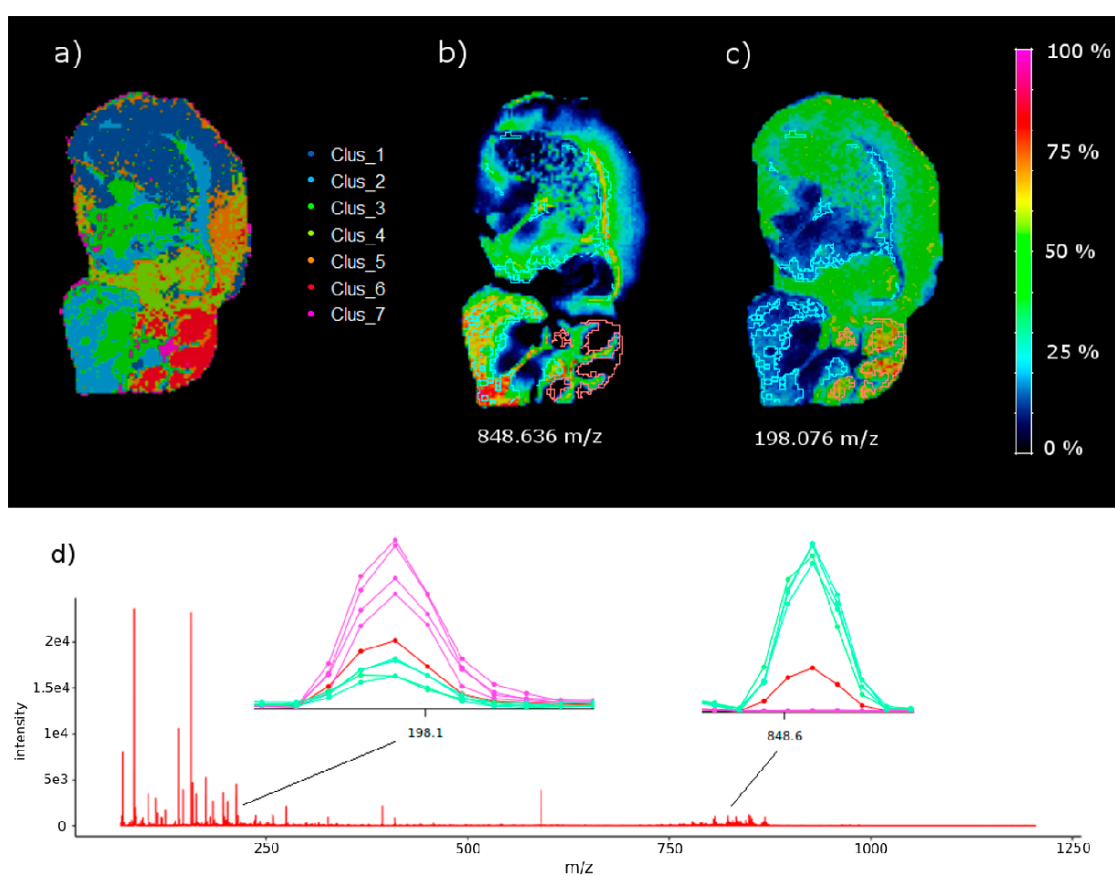 a)
b)
c)
Clus_1
Clus_2
Clus_3
Clus_4
Clus_5
Clus_6
Clus_7
100 %
75 %
50 %
25 %
0 %
848.636 m/z
198.076 m/z
d)
intensity
2e4
1.5e4
1e4
5e3
0
198.1
848.6
250
500
750
1000
1250
m/z